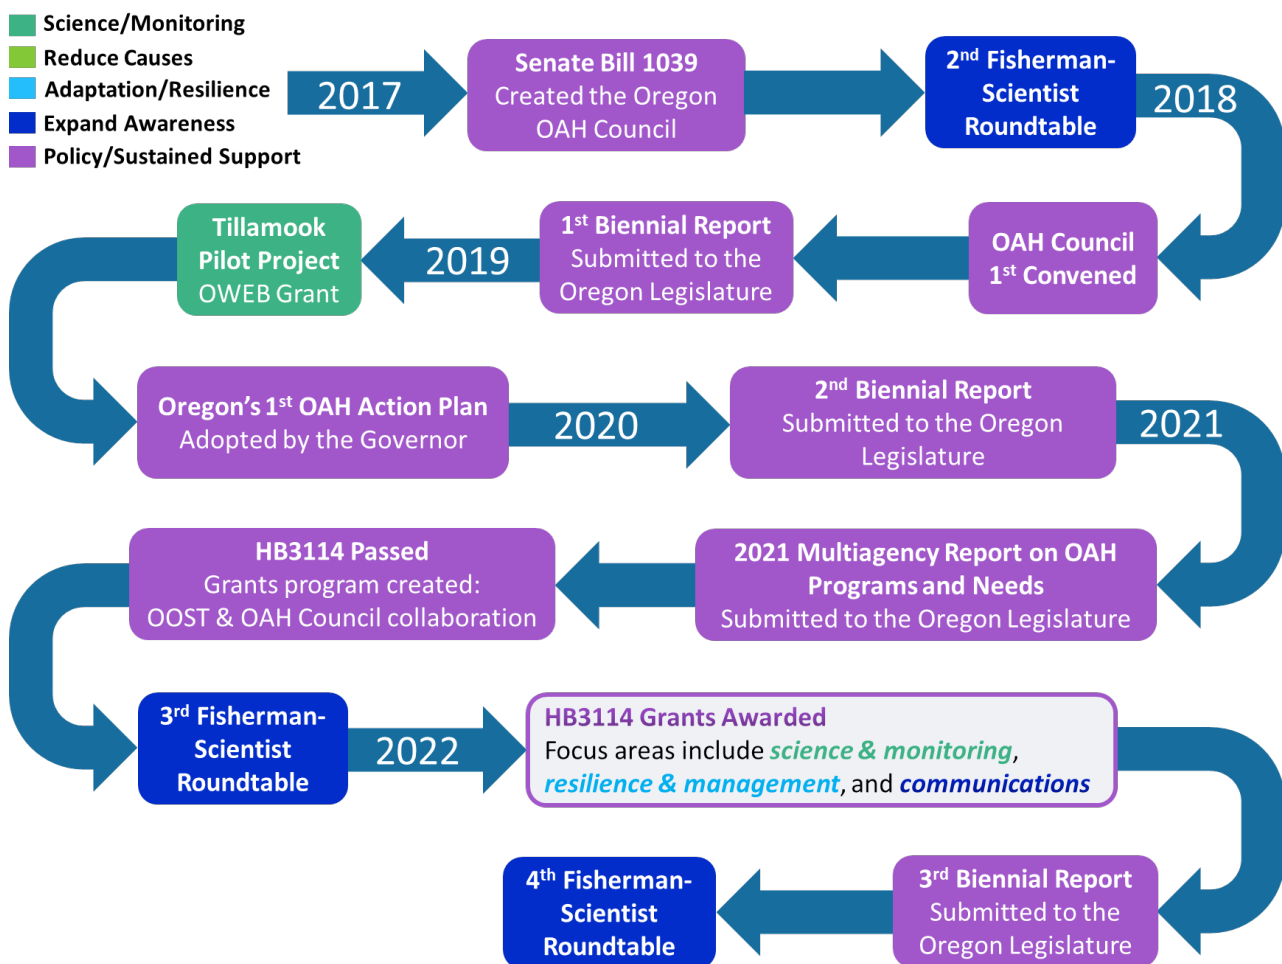 Science/Monitoring
Reduce Causes
Adaptation/Resilience
Expand Awareness
Policy/Sustained Support
2017
Senate Bill 1039
Created the Oregon
OAH Council
2nd Fisherman-
Scientist
Roundtable
2018
OAH Council
1st Convened
1st Biennial Report
Submitted to the
Oregon Legislature
2019
Tillamook
Pilot Project
OWEB Grant
Oregon's 1st OAH Action Plan
Adopted by the Governor
2020
2nd Biennial Report
Submitted to the Oregon
Legislature
2021
2021 Multiagency Report on OAH
Programs and Needs
Submitted to the Oregon Legislature
HB3114 Passed
Grants program created:
OOST & OAH Council collaboration
3rd Fisherman-
Scientist
Roundtable
2022
HB3114 Grants Awarded
Focus areas include science & monitoring,
resilience & management, and communications
3rd Biennial Report
Submitted to the
Oregon Legislature
4th Fisherman-
Scientist
Roundtable